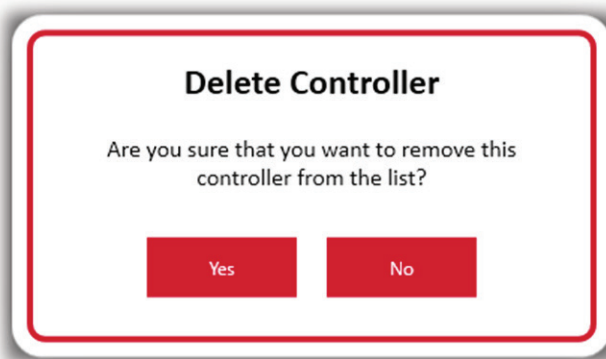 Delete Controller
Are you sure that you want to remove this
controller from the list?
Yes No